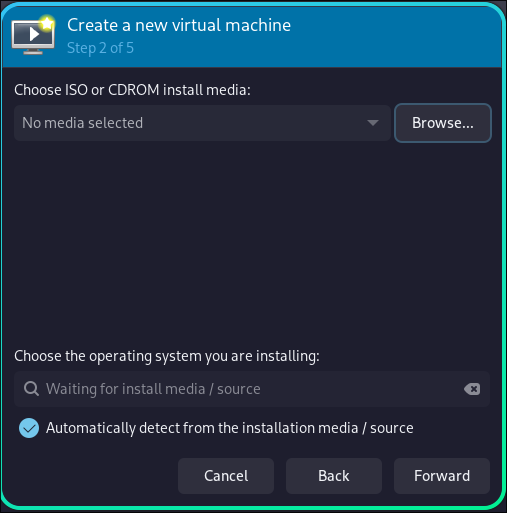 Create a new virtual machine
Step 2 of 5
Choose ISO or CDROM install media:
No media selected
Browse...
Choose the operating system you are installing:
Waiting for install media / source
Automatically detect from the installation media / source
Cancel
Back
Forward